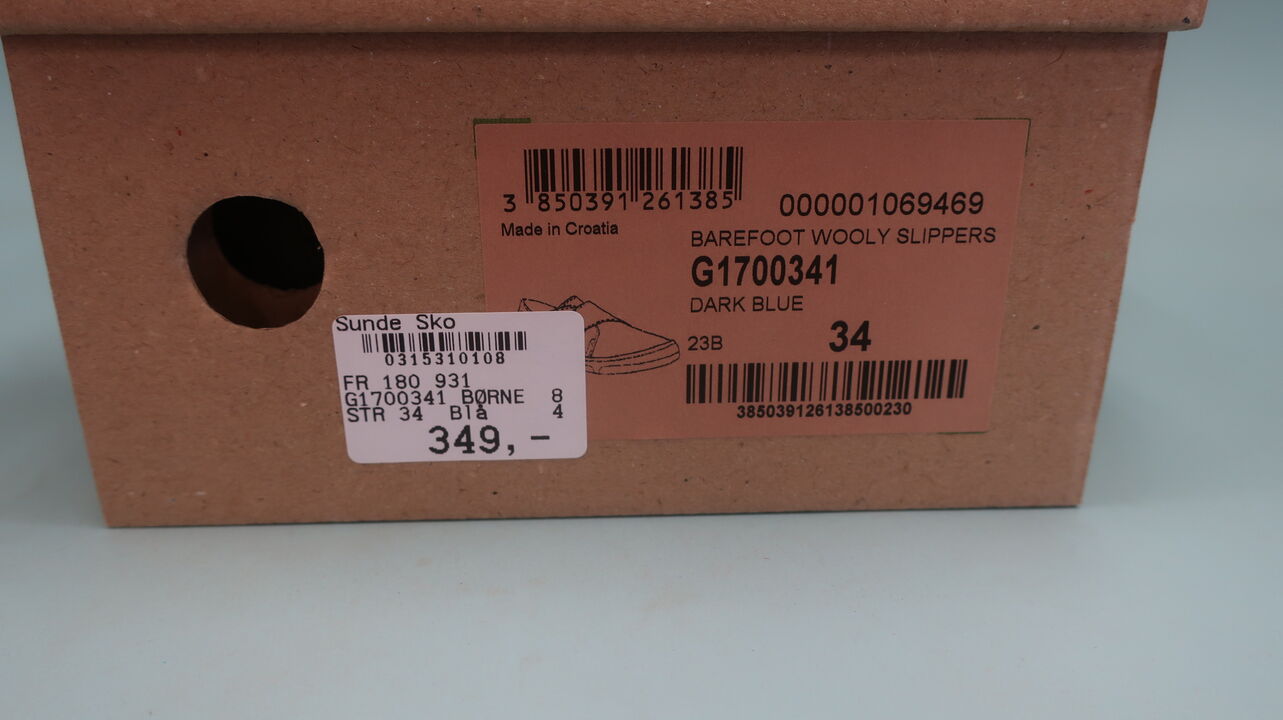 3 850391 261385
000001069469
Made in Croatia
BAREFOOT WOOLY SLIPPERS
G1700341
DARK BLUE
23B 34
385039126138500230
Sunde Sko
0315310108
FR 180 931
G1700341 BØRNE 8
STR 34 Blå 4
349,-